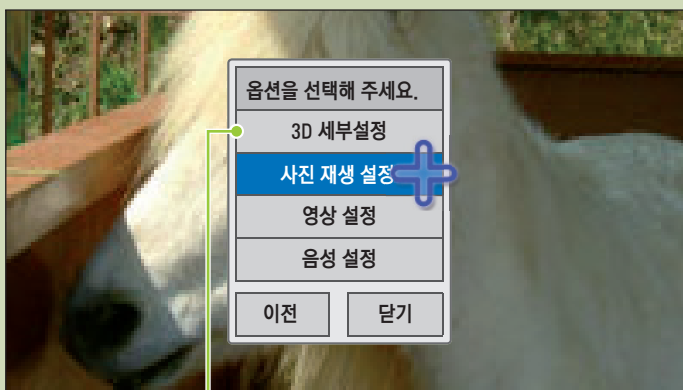 옵션을 선택해 주세요.
3D 세부설정
사진 재생 설정
영상 설정
음성 설정
이전
닫기